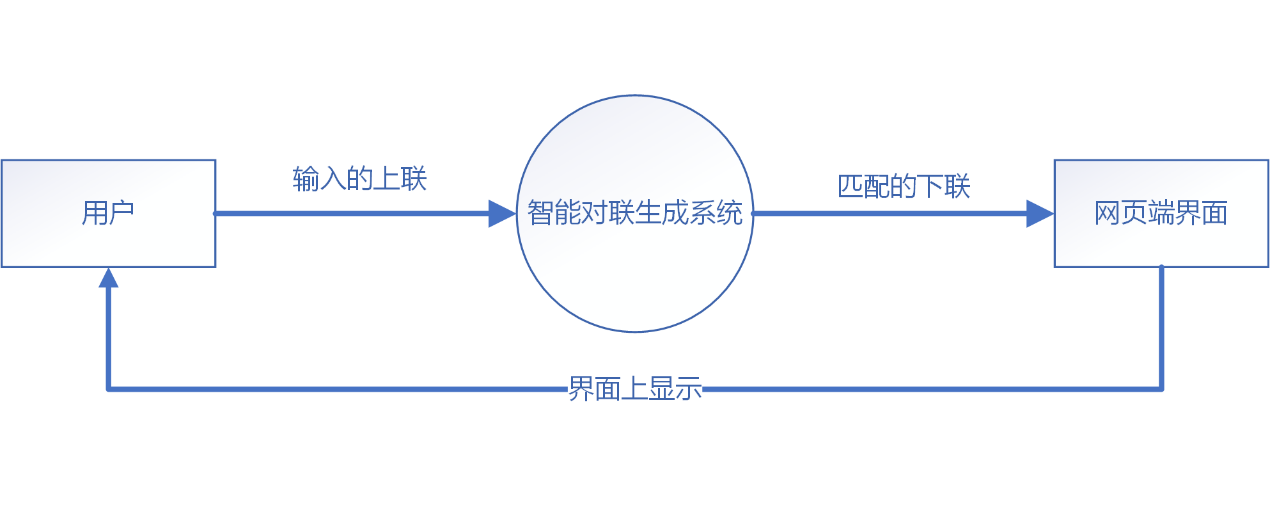 输入的上联
匹配的下联
用户
智能对联生成系统
网页端界面
界面上显示